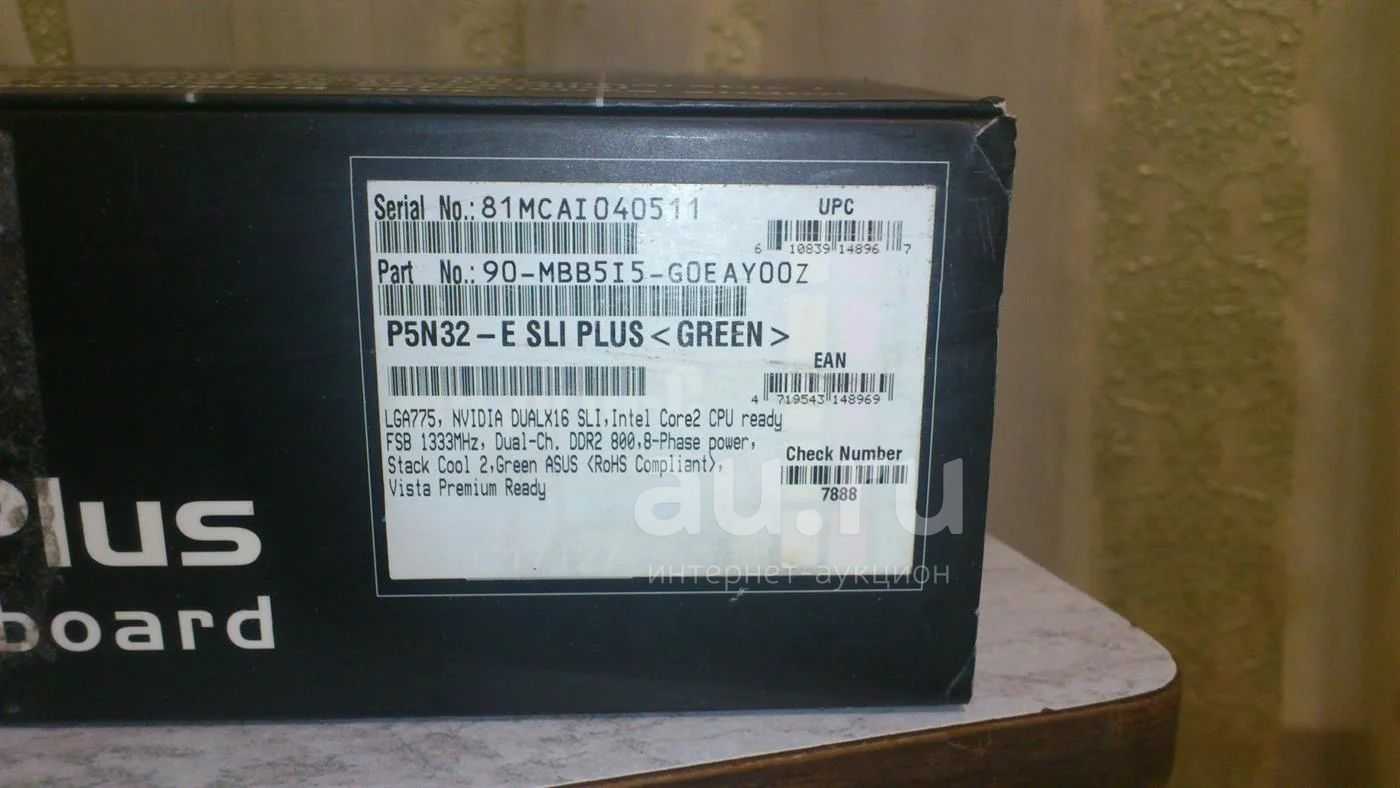 Serial No.: 81MCAI040511
UPC
6 10839 14896 7
Part No.: 90-MBB5I5-G0EAY00Z
P5N32-E SLI PLUS <GREEN>
EAN
4 719543 148969
LGA775, NVIDIA DUALX16 SLI,Intel Core2 CPU ready
FSB 1333MHz, Dual-Ch. DDR2 800,8-Phase power,
Stack Cool 2,Green ASUS <RoHS Compliant>,
Vista Premium Ready
Check Number
7888
Plus
board
au.ru
интернет-аукцион